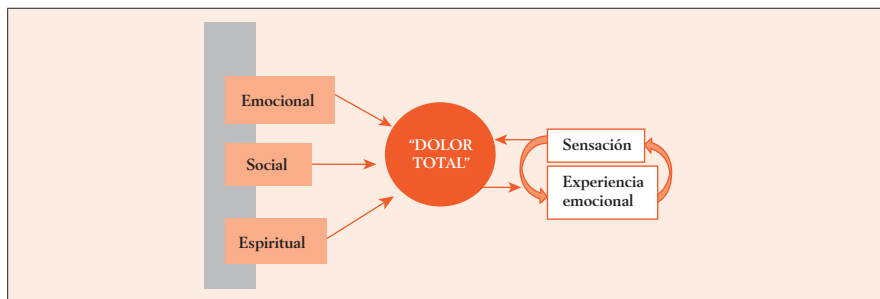 Emocional
Social
Espiritual
“DOLOR
TOTAL”
Sensación
Experiencia
emocional